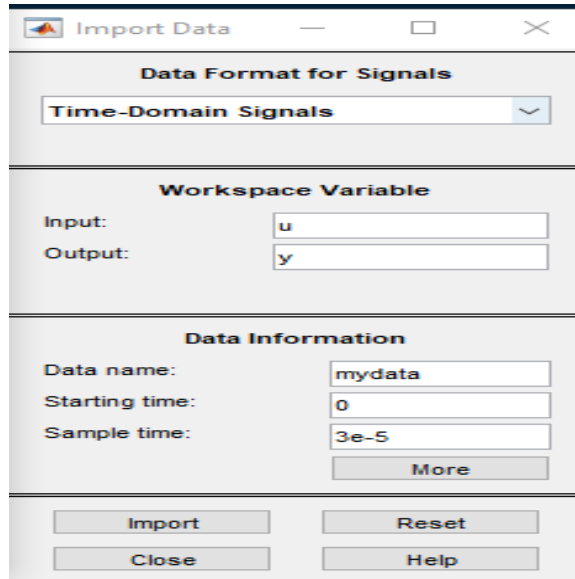 Import Data
Data Format for Signals
Time-Domain Signals
Workspace Variable
Input: u
Output: y
Data Information
Data name: mydata
Starting time: 0
Sample time: 3e-5
More
Import Reset
Close Help